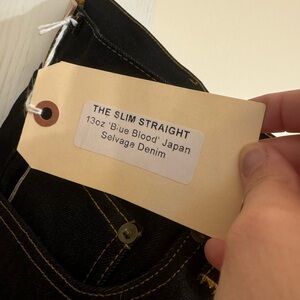 THE SLIM STRAIGHT
13oz 'Blue Blood' Japan
Selvage Denim